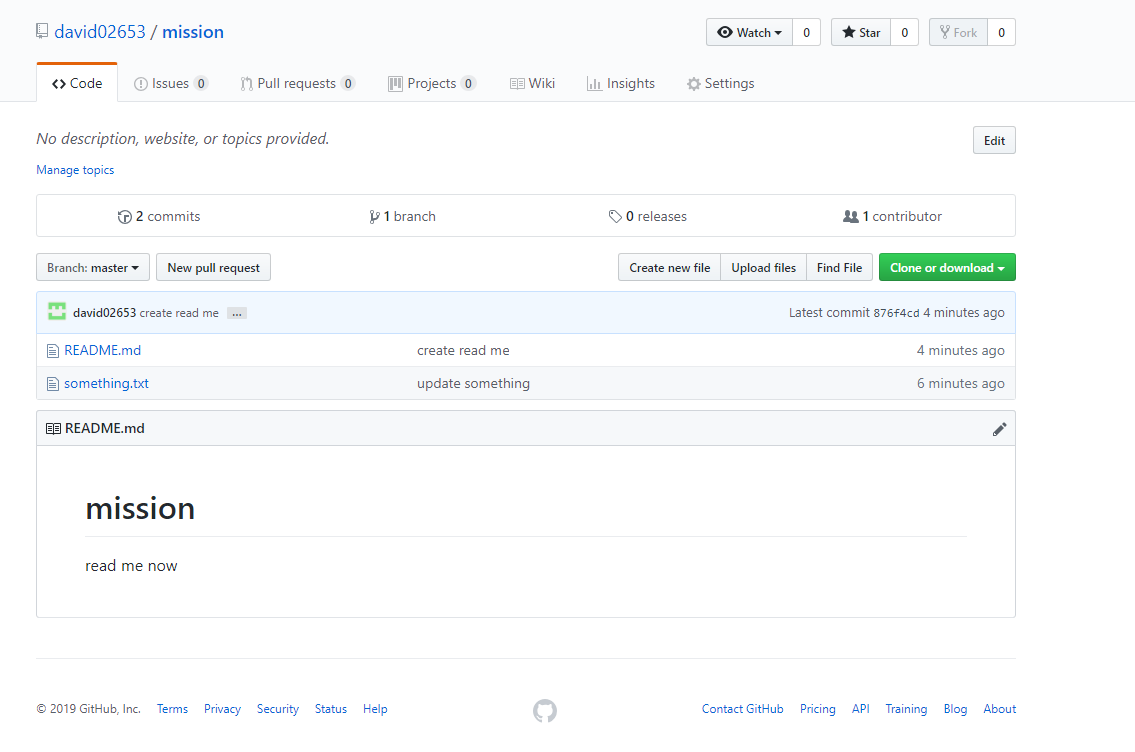 david02653 / mission
Watch 0 Star 0 Fork 0
Code Issues 0 Pull requests 0 Projects 0 Wiki Insights Settings
No description, website, or topics provided. Edit
Manage topics
2 commits 1 branch 0 releases 1 contributor
Branch: master New pull request Create new file Upload files Find File Clone or download
david02653 create read me … Latest commit 876f4cd 4 minutes ago
README.md create read me 4 minutes ago
something.txt update something 6 minutes ago
README.md
mission
read me now
© 2019 GitHub, Inc. Terms Privacy Security Status Help Contact GitHub Pricing API Training Blog About